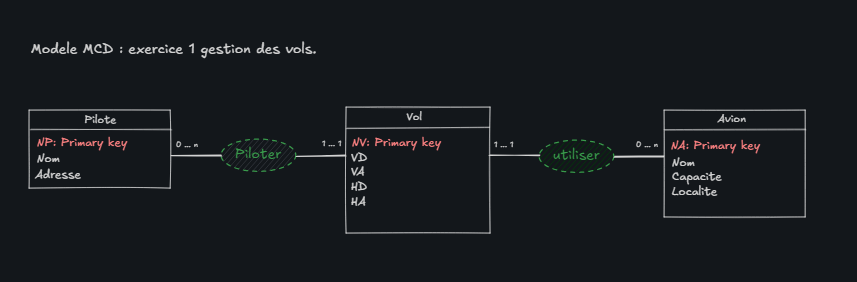 Modele MCD : exercice 1 gestion des vols.
Pilote
NP: Primary key
Nom
Adresse
0 ... n
Piloter
1 ... 1
Vol
NV: Primary key
VD
VA
HD
HA
1 ... 1
utiliser
0 ... n
Avion
NA: Primary key
Nom
Capacite
Localite